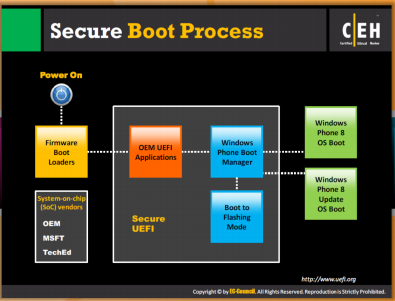 Secure Boot Process
CEH
Certified Ethical Hacker
Power On
Firmware
Boot
Loaders
OEM UEFI
Applications
Windows
Phone Boot
Manager
Windows
Phone 8
OS Boot
Windows
Phone 8
Update
OS Boot
Boot to
Flashing
Mode
System-on-chip
(SoC) vendors
OEM
MSFT
TechEd
Secure
UEFI
http://www.uefi.org
Copyright © by EC-Council. All Rights Reserved. Reproduction is Strictly Prohibited.